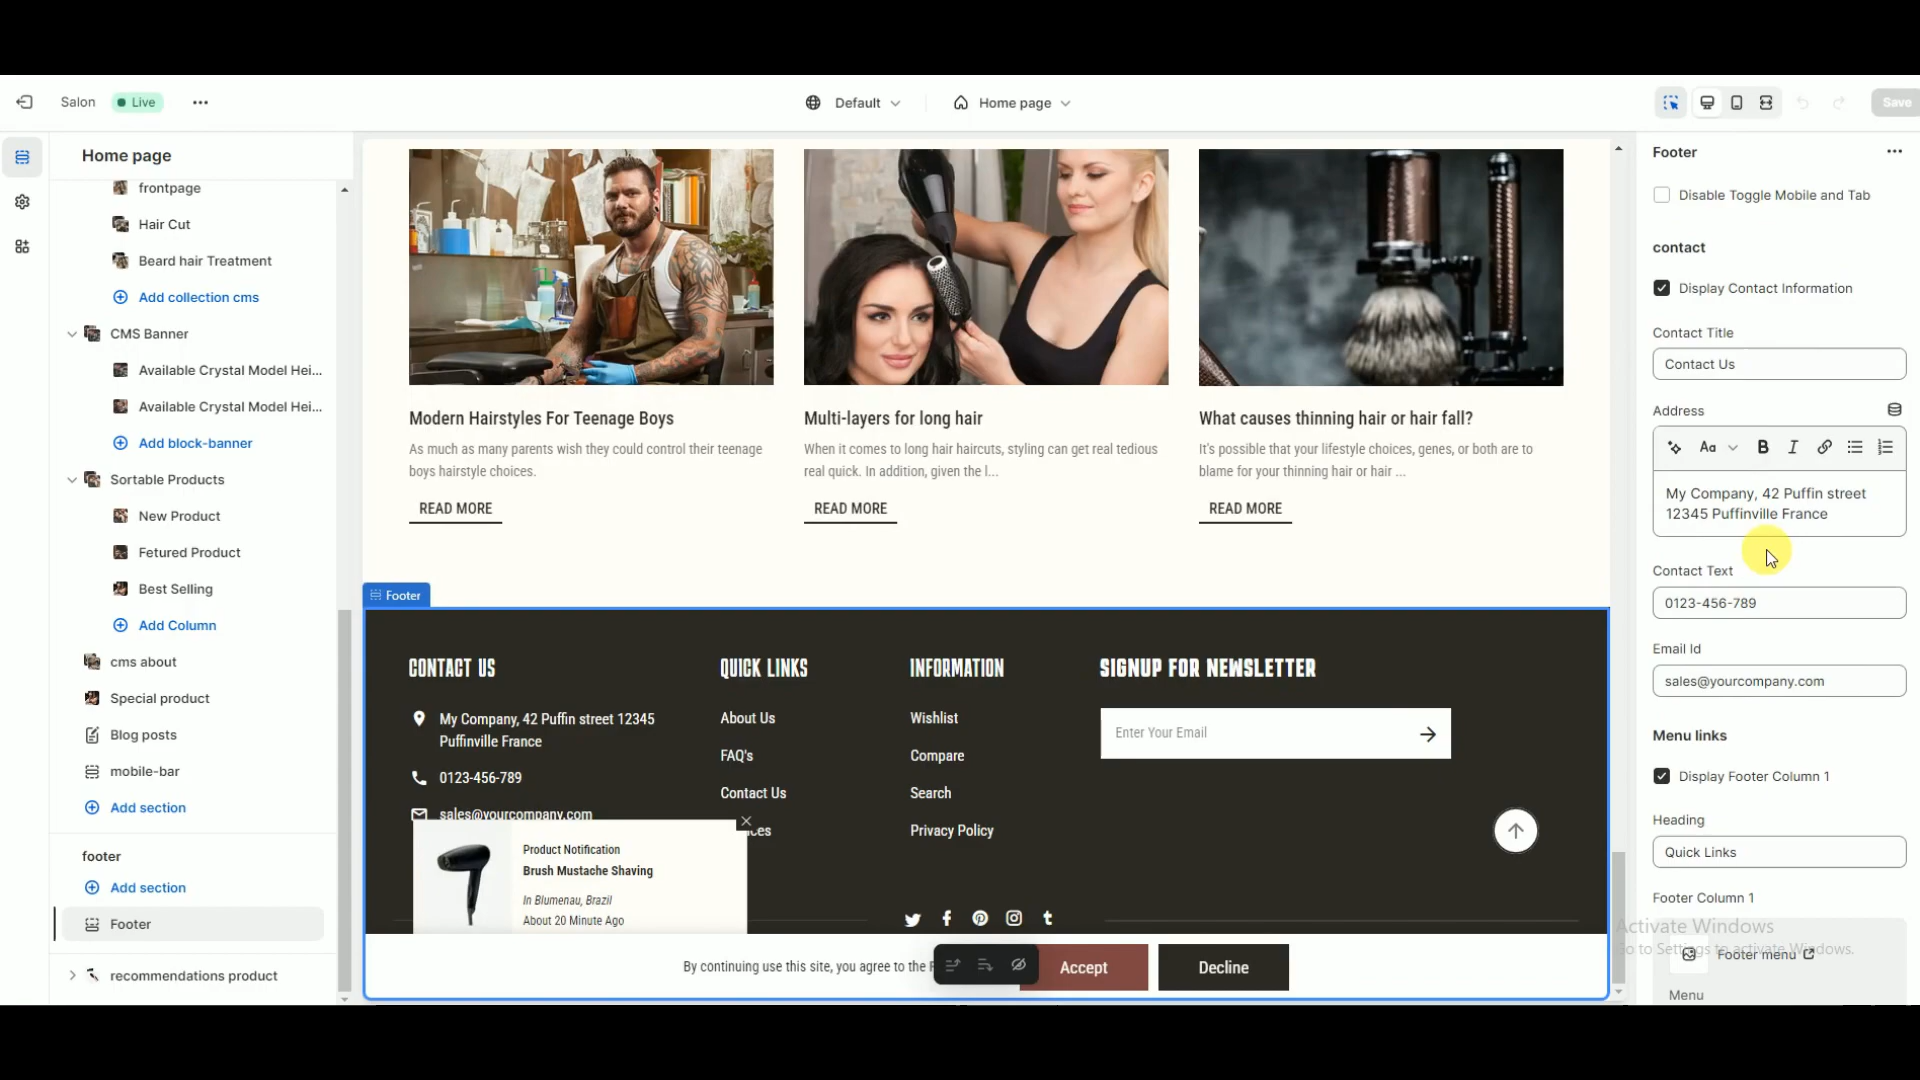 Salon
Live
Default
Home page
Save
Home page
frontpage
Hair Cut
Beard hair Treatment
Add collection cms
CMS Banner
Available Crystal Model Hei...
Available Crystal Model Hei...
Add block-banner
Sortable Products
New Product
Fetured Product
Best Selling
Add Column
cms about
Special product
Blog posts
mobile-bar
Add section
footer
Add section
Footer
recommendations product
Modern Hairstyles For Teenage Boys
As much as many parents wish they could control their teenage
boys hairstyle choices.
READ MORE
Multi-layers for long hair
When it comes to long hair haircuts, styling can get real tedious
real quick. In addition, given the l...
READ MORE
What causes thinning hair or hair fall?
It's possible that your lifestyle choices, genes, or both are to
blame for your thinning hair or hair ...
READ MORE
Footer
CONTACT US
My Company, 42 Puffin street 12345
Puffinville France
0123-456-789
sales@yourcompany.com
QUICK LINKS
About Us
FAQ's
Contact Us
INFORMATION
Wishlist
Compare
Search
Privacy Policy
SIGNUP FOR NEWSLETTER
Enter Your Email
Product Notification
Brush Mustache Shaving
In Blumenau, Brazil
About 20 Minute Ago
By continuing use this site, you agree to the
Accept
Decline
Footer
Disable Toggle Mobile and Tab
contact
Display Contact Information
Contact Title
Contact Us
Address
Aa
B
I
My Company, 42 Puffin street
12345 Puffinville France
Contact Text
0123-456-789
Email Id
sales@yourcompany.com
Menu links
Display Footer Column 1
Heading
Quick Links
Footer Column 1
Activate Windows
Go to Settings to activate Windows.
Footer menu
Menu